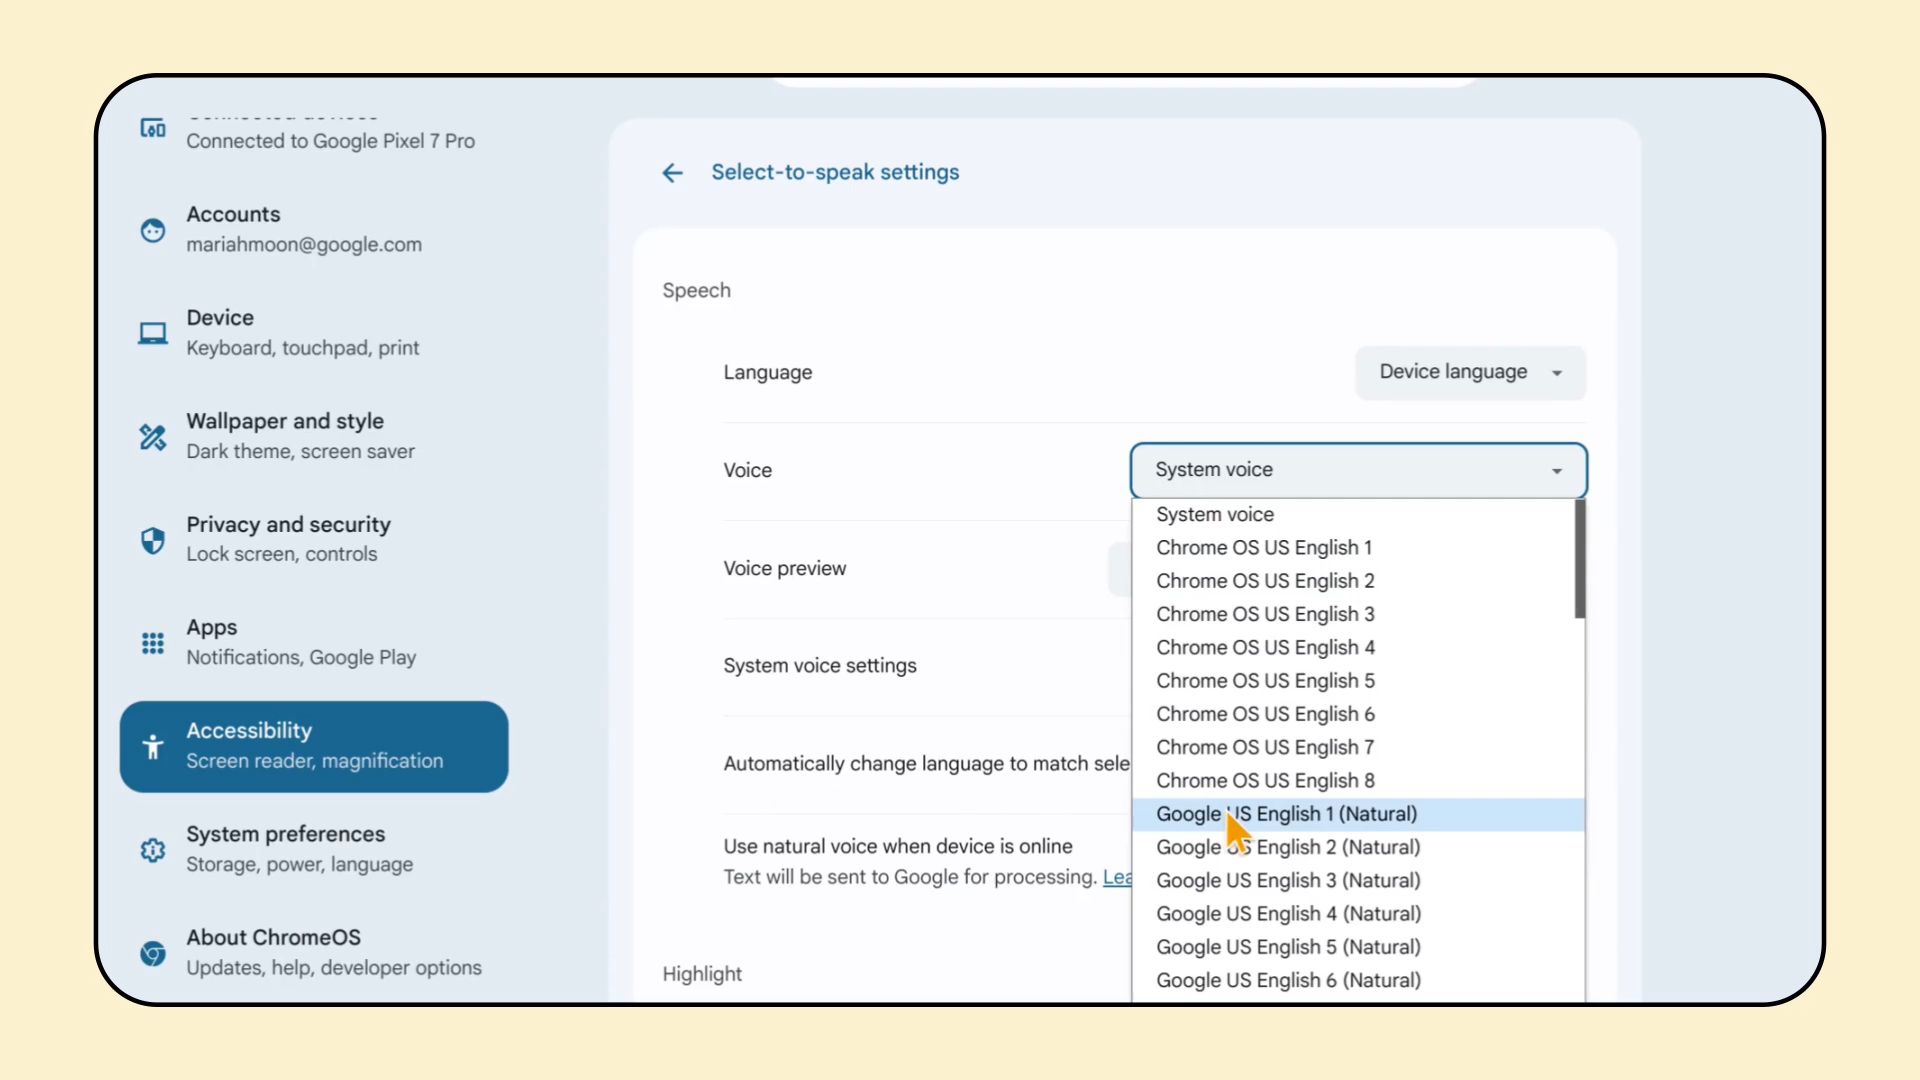 Connected to Google Pixel 7 Pro
Accounts
mariahmoon@google.com
Device
Keyboard, touchpad, print
Wallpaper and style
Dark theme, screen saver
Privacy and security
Lock screen, controls
Apps
Notifications, Google Play
Accessibility
Screen reader, magnification
System preferences
Storage, power, language
About ChromeOS
Updates, help, developer options
Select-to-speak settings
Speech
Language
Device language
Voice
System voice
System voice
Chrome OS US English 1
Chrome OS US English 2
Chrome OS US English 3
Chrome OS US English 4
Chrome OS US English 5
Chrome OS US English 6
Chrome OS US English 7
Chrome OS US English 8
Google US English 1 (Natural)
Google US English 2 (Natural)
Google US English 3 (Natural)
Google US English 4 (Natural)
Google US English 5 (Natural)
Google US English 6 (Natural)
Voice preview
System voice settings
Automatically change language to match sele
Use natural voice when device is online
Text will be sent to Google for processing. Lea
Highlight